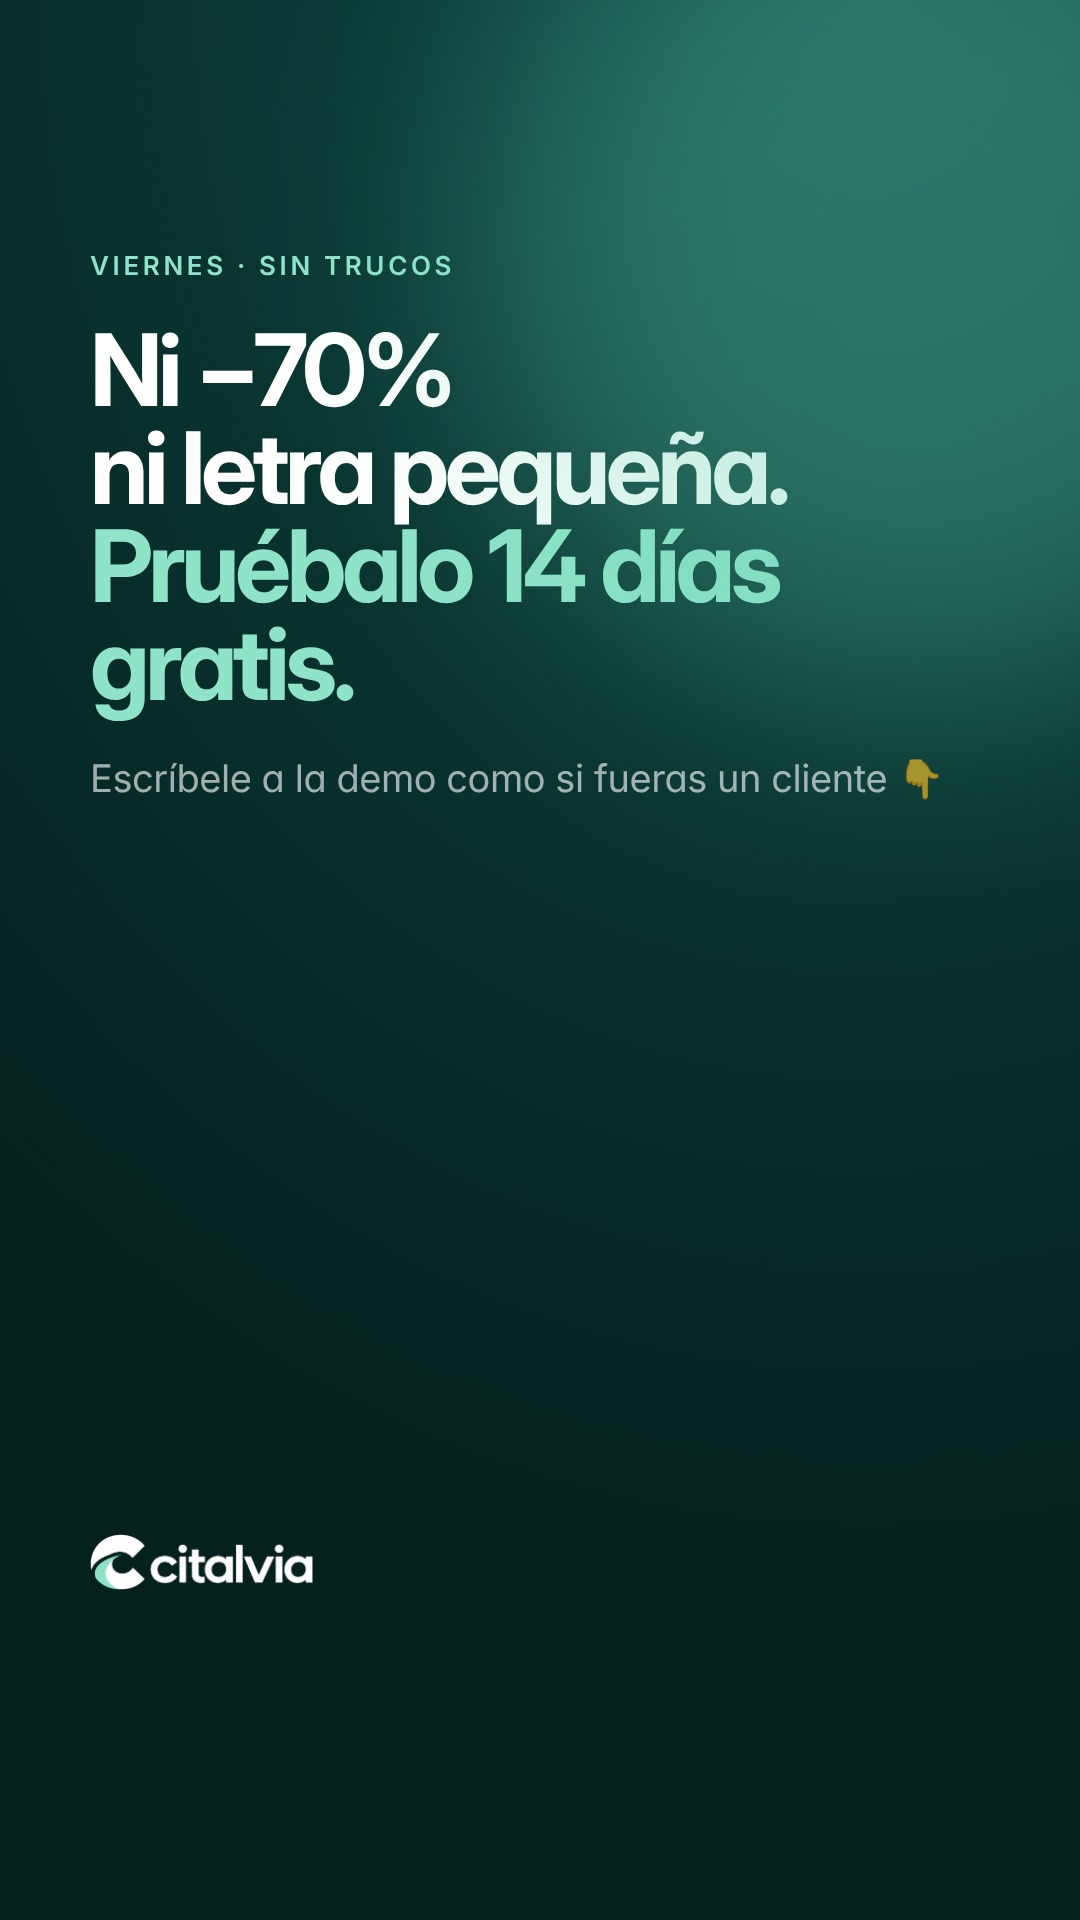 VIERNES · SIN TRUCOS
Ni –70%
ni letra pequeña.
Pruébalo 14 días
gratis.
Escríbele a la demo como si fueras un cliente 👇
citalvia